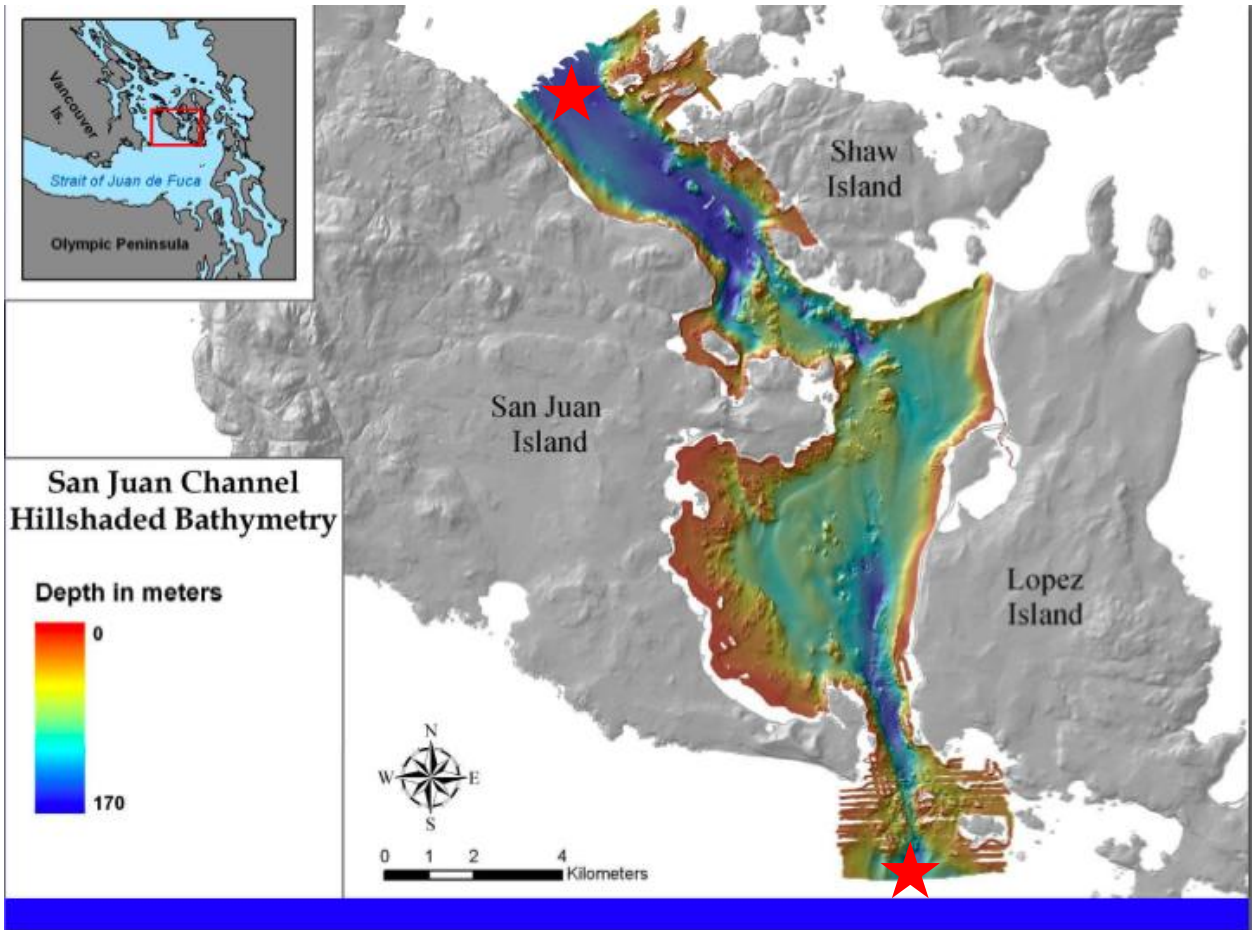 Vancouver
Is.
Strait of Juan de Fuca
Olympic Peninsula
Shaw
Island
San Juan
Island
Lopez
Island
San Juan Channel
Hillshaded Bathymetry
Depth in meters
0
170
N
W
E
S
0 1 2 4
Kilometers